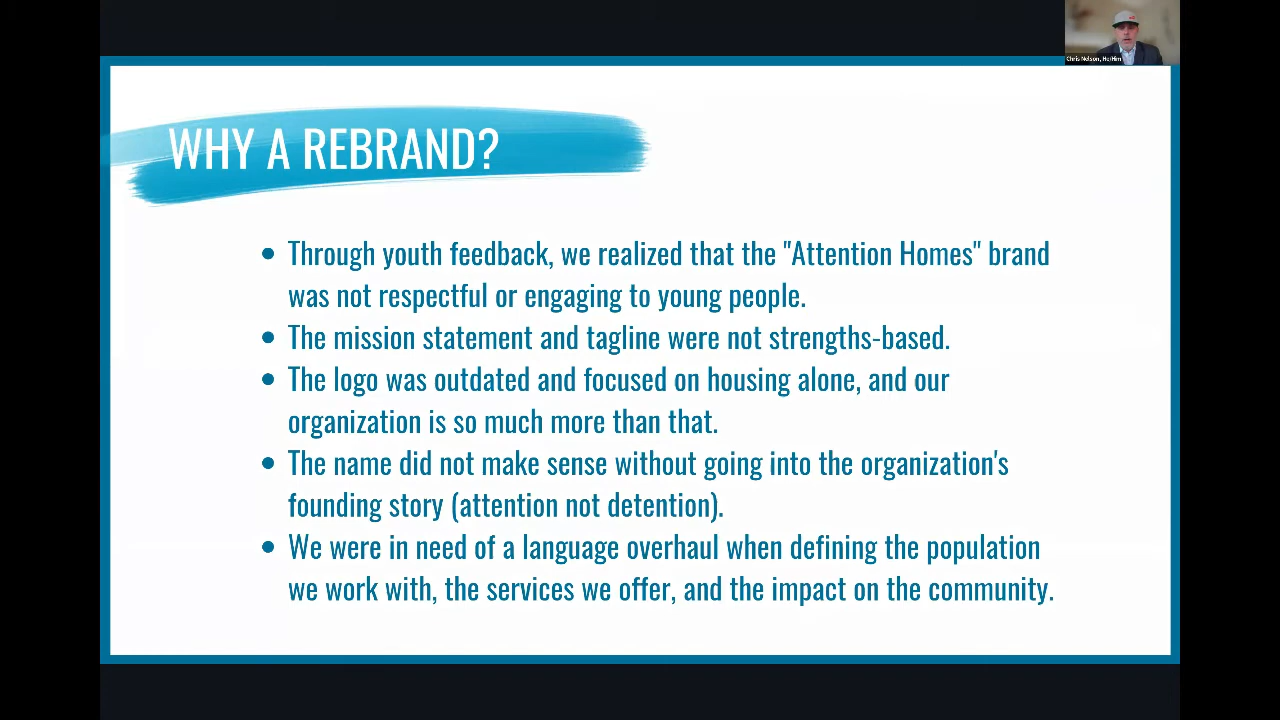 Chris Nelson, He/Him
WHY A REBRAND?
• Through youth feedback, we realized that the "Attention Homes" brand
was not respectful or engaging to young people.
• The mission statement and tagline were not strengths-based.
• The logo was outdated and focused on housing alone, and our
organization is so much more than that.
• The name did not make sense without going into the organization's
founding story (attention not detention).
• We were in need of a language overhaul when defining the population
we work with, the services we offer, and the impact on the community.